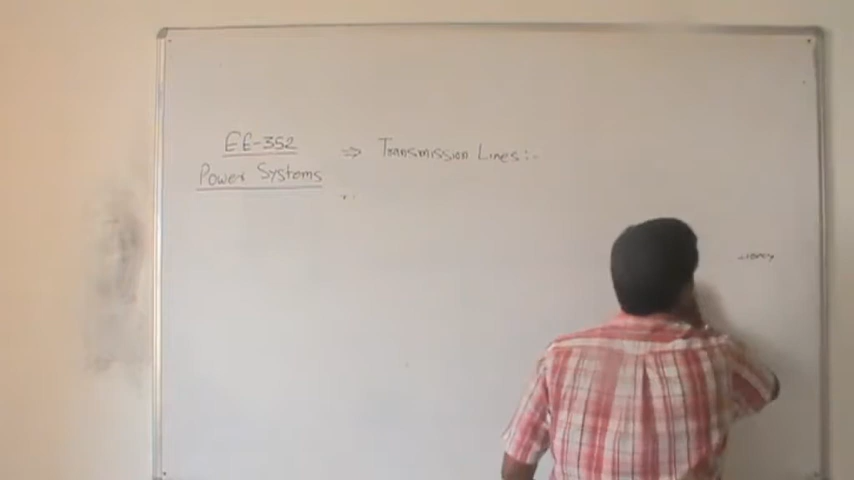 EE-352
Power Systems
⇒ Transmission Lines :-